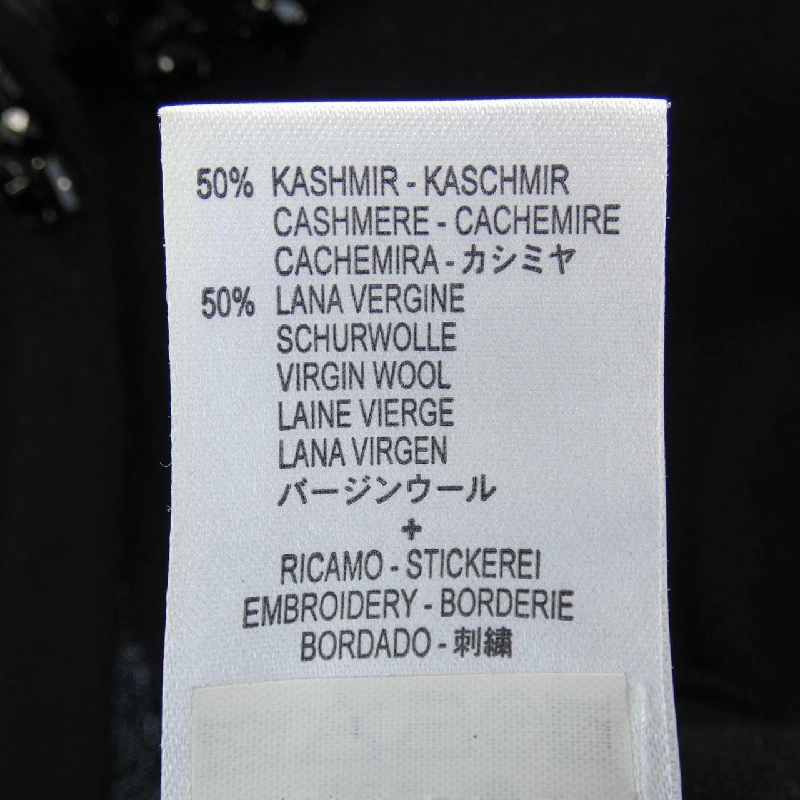 50% KASHMIR - KASCHMIR
CASHMERE - CACHEMIRE
CACHEMIRA - カシミヤ
50% LANA VERGINE
SCHURWOLLE
VIRGIN WOOL
LAINE VIERGE
LANA VIRGEN
バージンウール
+
RICAMO - STICKEREI
EMBROIDERY - BORDERIE
BORDADO - 刺繍